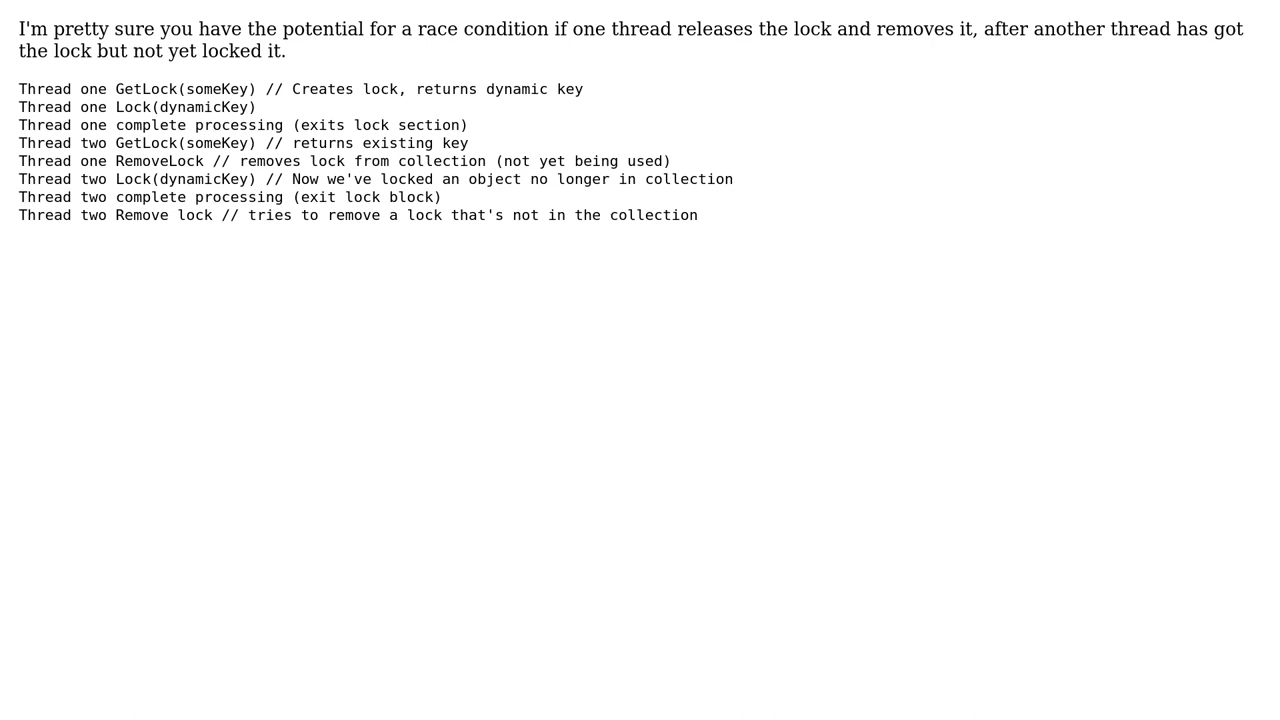 I'm pretty sure you have the potential for a race condition if one thread releases the lock and removes it, after another thread has got
the lock but not yet locked it.
Thread one GetLock(someKey) // Creates lock, returns dynamic key
Thread one Lock(dynamicKey)
Thread one complete processing (exits lock section)
Thread two GetLock(someKey) // returns existing key
Thread one RemoveLock // removes lock from collection (not yet being used)
Thread two Lock(dynamicKey) // Now we've locked an object no longer in collection
Thread two complete processing (exit lock block)
Thread two Remove lock // tries to remove a lock that's not in the collection